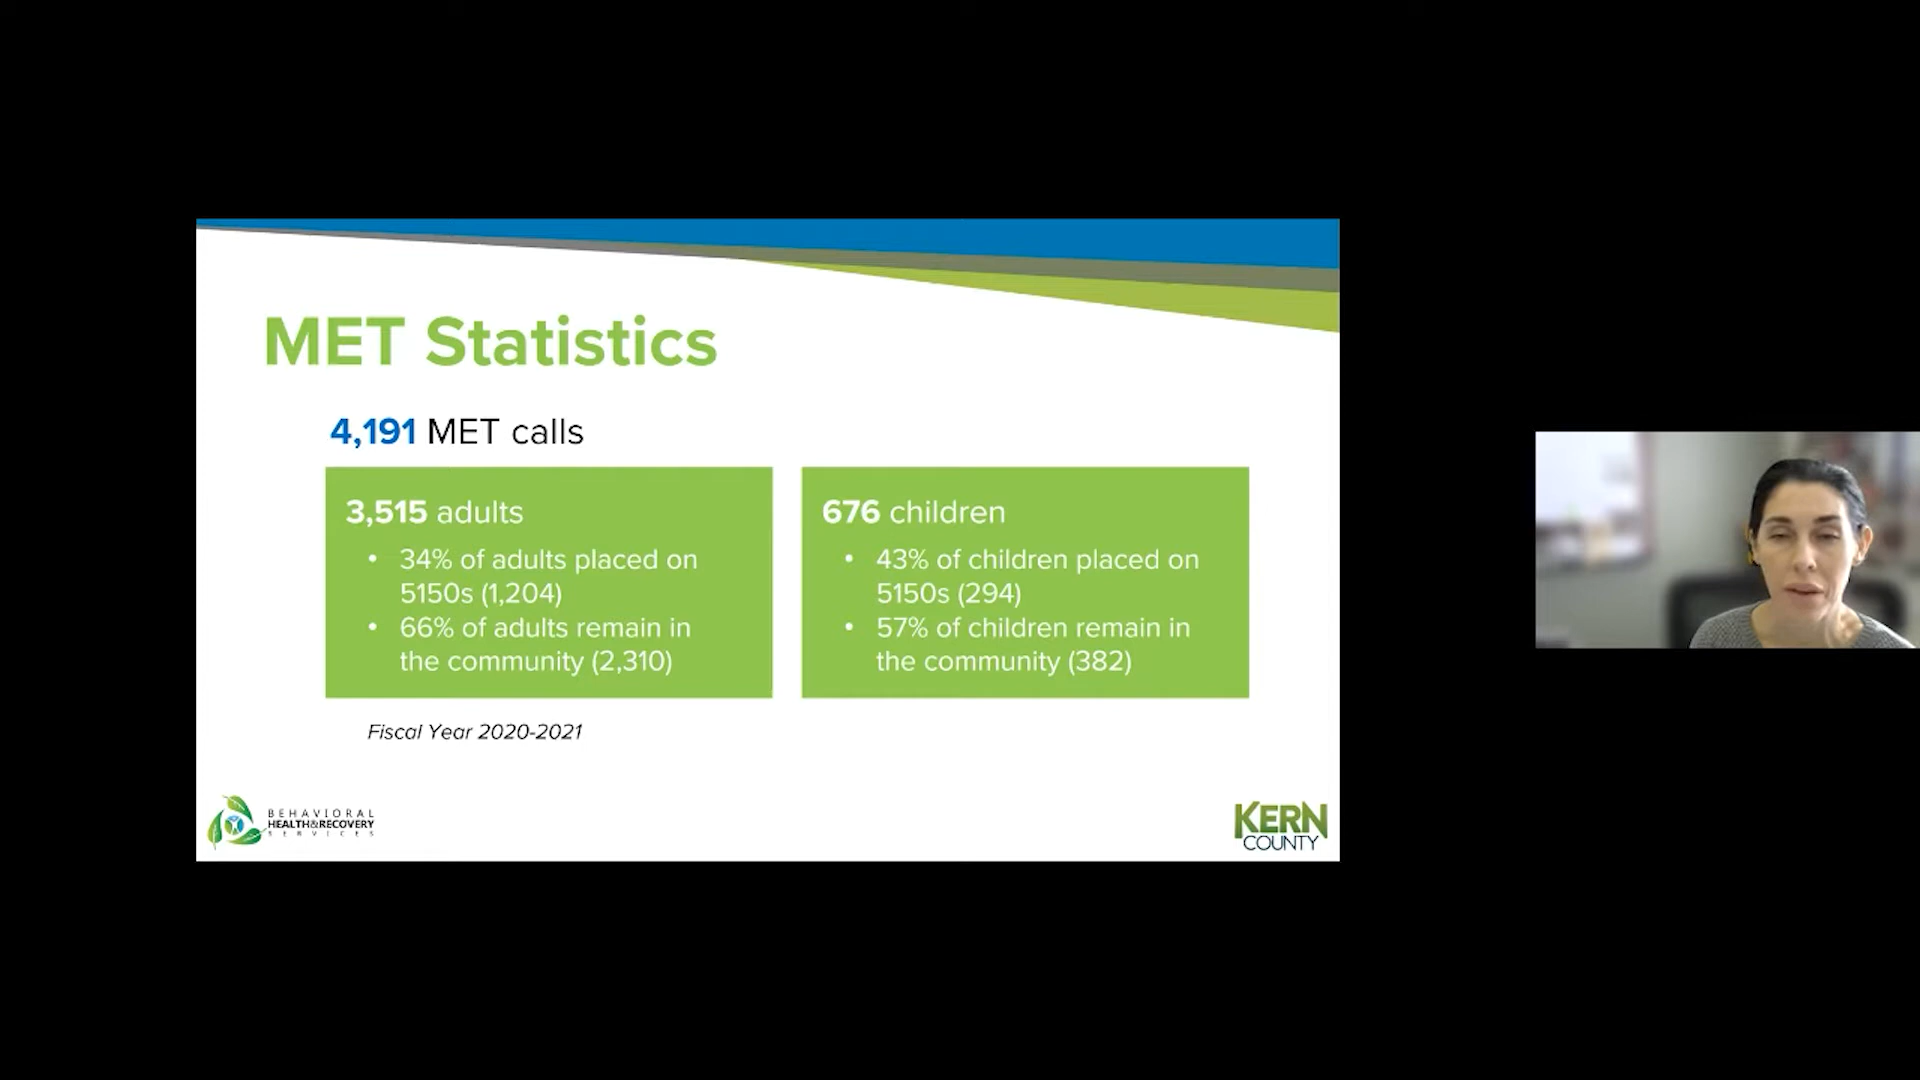 MET Statistics
4,191 MET calls
3,515 adults
• 34% of adults placed on
5150s (1,204)
• 66% of adults remain in
the community (2,310)
676 children
• 43% of children placed on
5150s (294)
• 57% of children remain in
the community (382)
Fiscal Year 2020-2021
BEHAVIORAL
HEALTH&RECOVERY
SERVICES
KERN
COUNTY